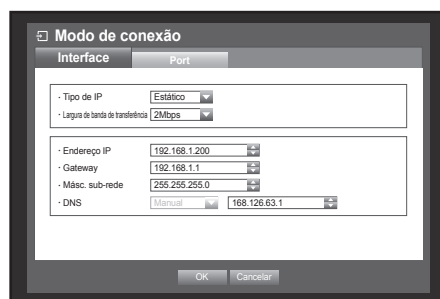 Modo de conexão
Interface Port
· Tipo de IP Estático
· Largura de banda de transferência 2Mbps
· Endereço IP 192.168.1.200
· Gateway 192.168.1.1
· Másc. sub-rede 255.255.255.0
· DNS Manual 168.126.63.1
OK Cancelar